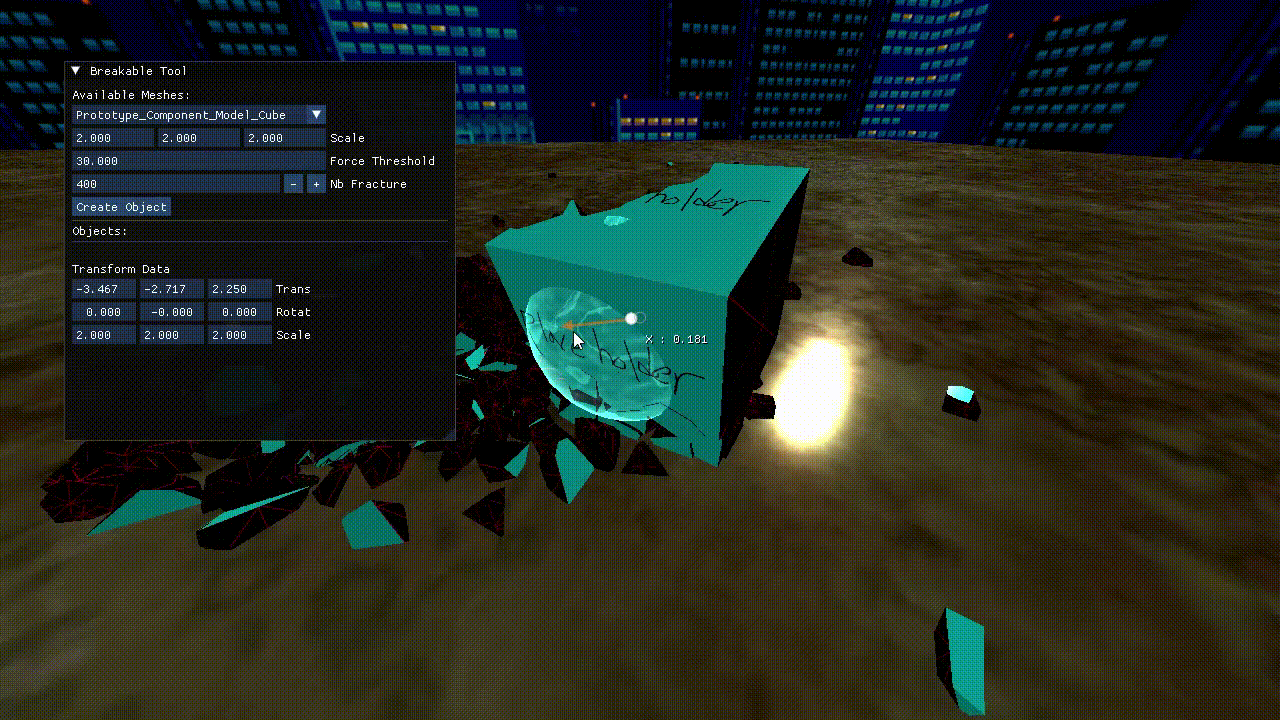 Breakable Tool
Available Meshes:
Prototype_Component_Model_Cube
2.000 2.000 2.000 Scale
30.000 Force Threshold
400 - + Nb Fracture
Create Object
Objects:
Transform Data
-3.467 -2.717 2.250 Trans
0.000 -0.000 0.000 Rotat
2.000 2.000 2.000 Scale
holder
X : 0.181
placeholder